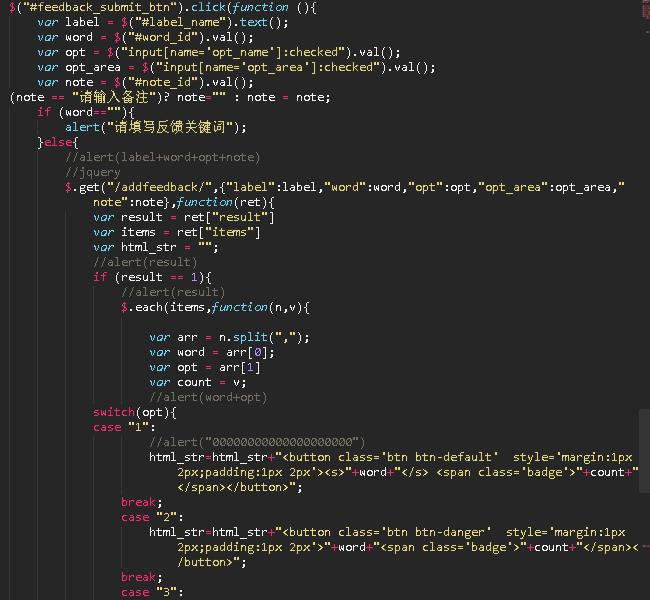 $("#feedback_submit_btn").click(function (){
var label = $("#label_name").text();
var word = $("#word_id").val();
var opt = $("input[name='opt_name']:checked").val();
var opt_area = $("input[name='opt_area']:checked").val();
var note = $("#note_id").val();
(note == "请输入备注")? note="" : note = note;
if (word==""){
alert("请填写反馈关键词");
}else{
//alert(label+word+opt+note)
//jquery
$.get("/addfeedback/",{"label":label,"word":word,"opt":opt,"opt_area":opt_area,"
note":note},function(ret){
var result = ret["result"]
var items = ret["items"]
var html_str = "";
//alert(result)
if (result == 1){
//alert(result)
$.each(items,function(n,v){
var arr = n.split(",");
var word = arr[0];
var opt = arr[1]
var count = v;
//alert(word+opt)
switch(opt){
case "1":
//alert("00000000000000000000")
html_str=html_str+"<button class='btn btn-default' style='margin:1px
2px;padding:1px 2px'><s>"+word+"</s> <span class='badge'>"+count+"
</span></button>";
break;
case "2":
html_str=html_str+"<button class='btn btn-danger' style='margin:1px
2px;padding:1px 2px'>"+word+"<span class='badge'>"+count+"</span><
/button>";
break;
case "3":